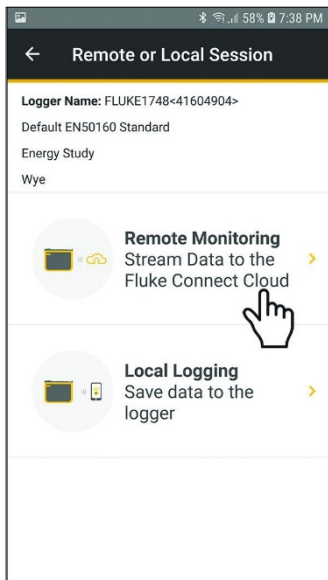 58% 7:38 PM
Remote or Local Session
Logger Name: FLUKE1748<41604904>
Default EN50160 Standard
Energy Study
Wye
Remote Monitoring
Stream Data to the
Fluke Connect Cloud
Local Logging
Save data to the
logger